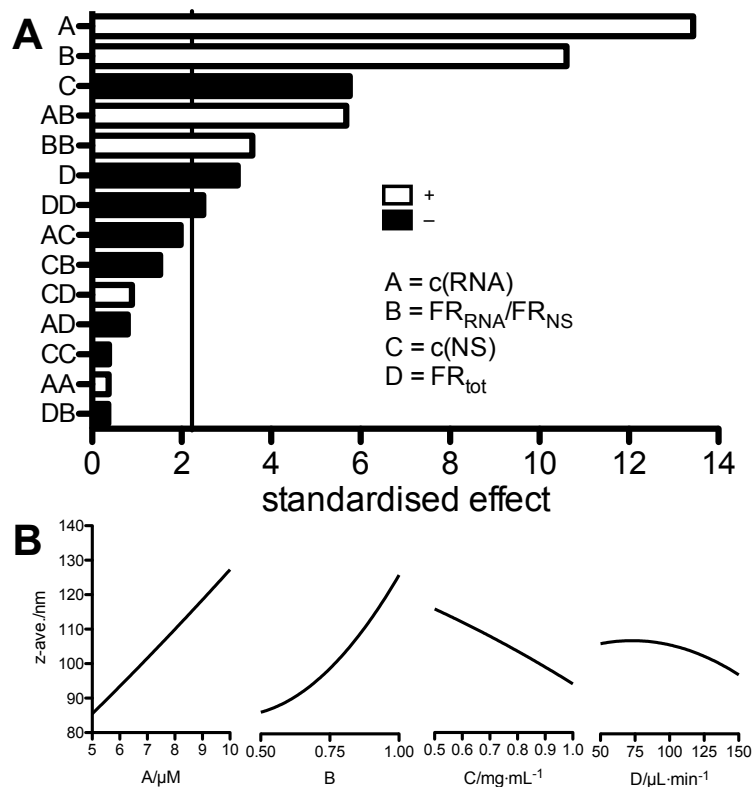 A
A
B
C
AB
BB
D
DD
AC
CB
CD
AD
CC
AA
DB
+
–
A = c(RNA)
B = FR_RNA/FR_NS
C = c(NS)
D = FR_tot
0 2 4 6 8 10 12 14
standardised effect
B
z-ave./nm
140
130
120
110
100
90
80
5 6 7 8 9 10
A/µM
0.50 0.75 1.00
B
0.5 0.6 0.7 0.8 0.9 1.0
C/mg·mL⁻¹
50 75 100 125 150
D/µL·min⁻¹